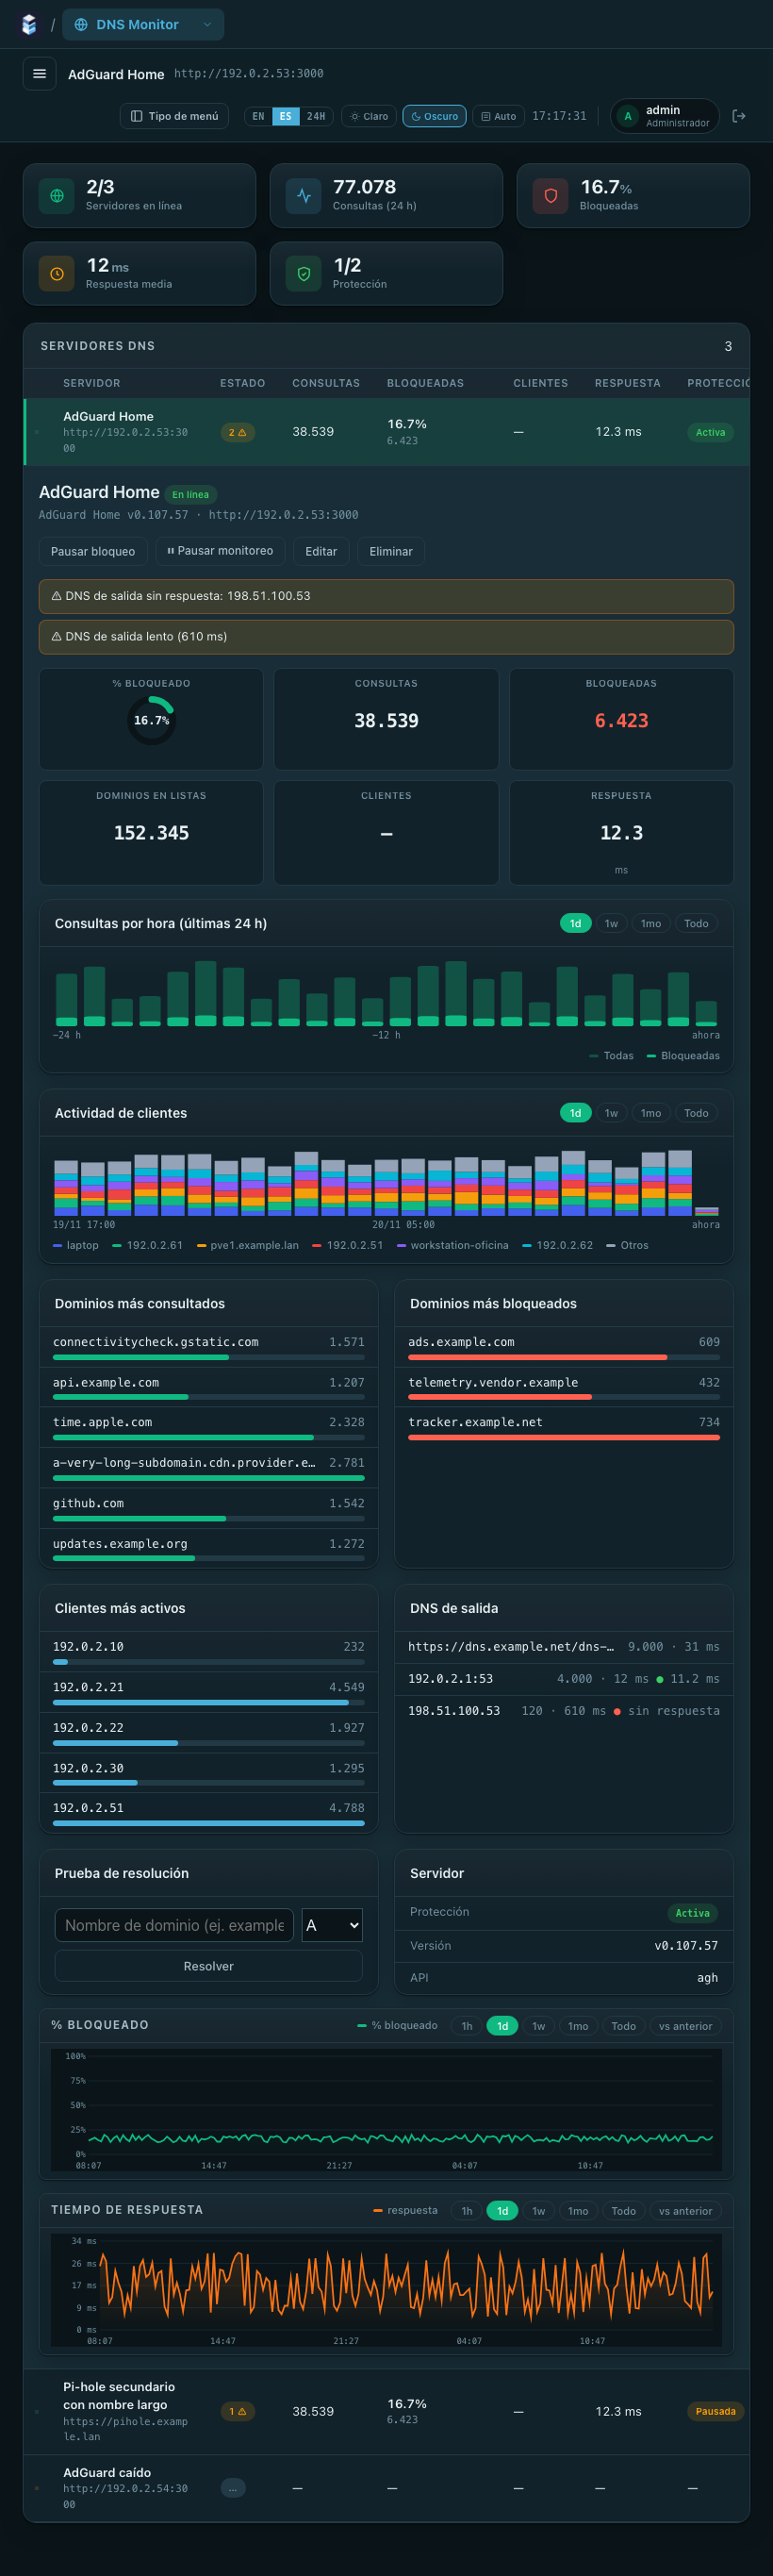 / DNS Monitor
AdGuard Home http://192.0.2.53:3000
Tipo de menú EN ES 24H Claro Oscuro Auto 17:17:31 A admin
Administrador
2/3
Servidores en línea
77.078
Consultas (24 h)
16.7%
Bloqueadas
12 ms
Respuesta media
1/2
Protección
SERVIDORES DNS 3
SERVIDOR ESTADO CONSULTAS BLOQUEADAS CLIENTES RESPUESTA PROTECCIÓ
AdGuard Home
http://192.0.2.53:30
00
2 ⚠ 38.539 16.7%
6.423
— 12.3 ms Activa
AdGuard Home En línea
AdGuard Home v0.107.57 · http://192.0.2.53:3000
Pausar bloqueo Pausar monitoreo Editar Eliminar
⚠ DNS de salida sin respuesta: 198.51.100.53
⚠ DNS de salida lento (610 ms)
% BLOQUEADO
16.7%
CONSULTAS
38.539
BLOQUEADAS
6.423
DOMINIOS EN LISTAS
152.345
CLIENTES
—
RESPUESTA
12.3
ms
Consultas por hora (últimas 24 h) 1d 1w 1mo Todo
−24 h −12 h ahora
Todas Bloqueadas
Actividad de clientes 1d 1w 1mo Todo
19/11 17:00 20/11 05:00 ahora
laptop 192.0.2.61 pve1.example.lan 192.0.2.51 workstation-oficina 192.0.2.62 Otros
Dominios más consultados
connectivitycheck.gstatic.com 1.571
api.example.com 1.207
time.apple.com 2.328
a-very-long-subdomain.cdn.provider.e… 2.781
github.com 1.542
updates.example.org 1.272
Dominios más bloqueados
ads.example.com 609
telemetry.vendor.example 432
tracker.example.net 734
Clientes más activos
192.0.2.10 232
192.0.2.21 4.549
192.0.2.22 1.927
192.0.2.30 1.295
192.0.2.51 4.788
DNS de salida
https://dns.example.net/dns-… 9.000 · 31 ms
192.0.2.1:53 4.000 · 12 ms ● 11.2 ms
198.51.100.53 120 · 610 ms ● sin respuesta
Prueba de resolución
Nombre de dominio (ej. example A
Resolver
Servidor
Protección Activa
Versión v0.107.57
API agh
% BLOQUEADO % bloqueado 1h 1d 1w 1mo Todo vs anterior
100%
75%
50%
25%
0%
08:07 14:47 21:27 04:07 10:47
TIEMPO DE RESPUESTA respuesta 1h 1d 1w 1mo Todo vs anterior
34 ms
26 ms
17 ms
9 ms
0 ms
08:07 14:47 21:27 04:07 10:47
Pi-hole secundario
con nombre largo
https://pihole.examp
le.lan
1 ⚠ 38.539 16.7%
6.423
— 12.3 ms Pausada
AdGuard caído
http://192.0.2.54:30
00
… — — — — —